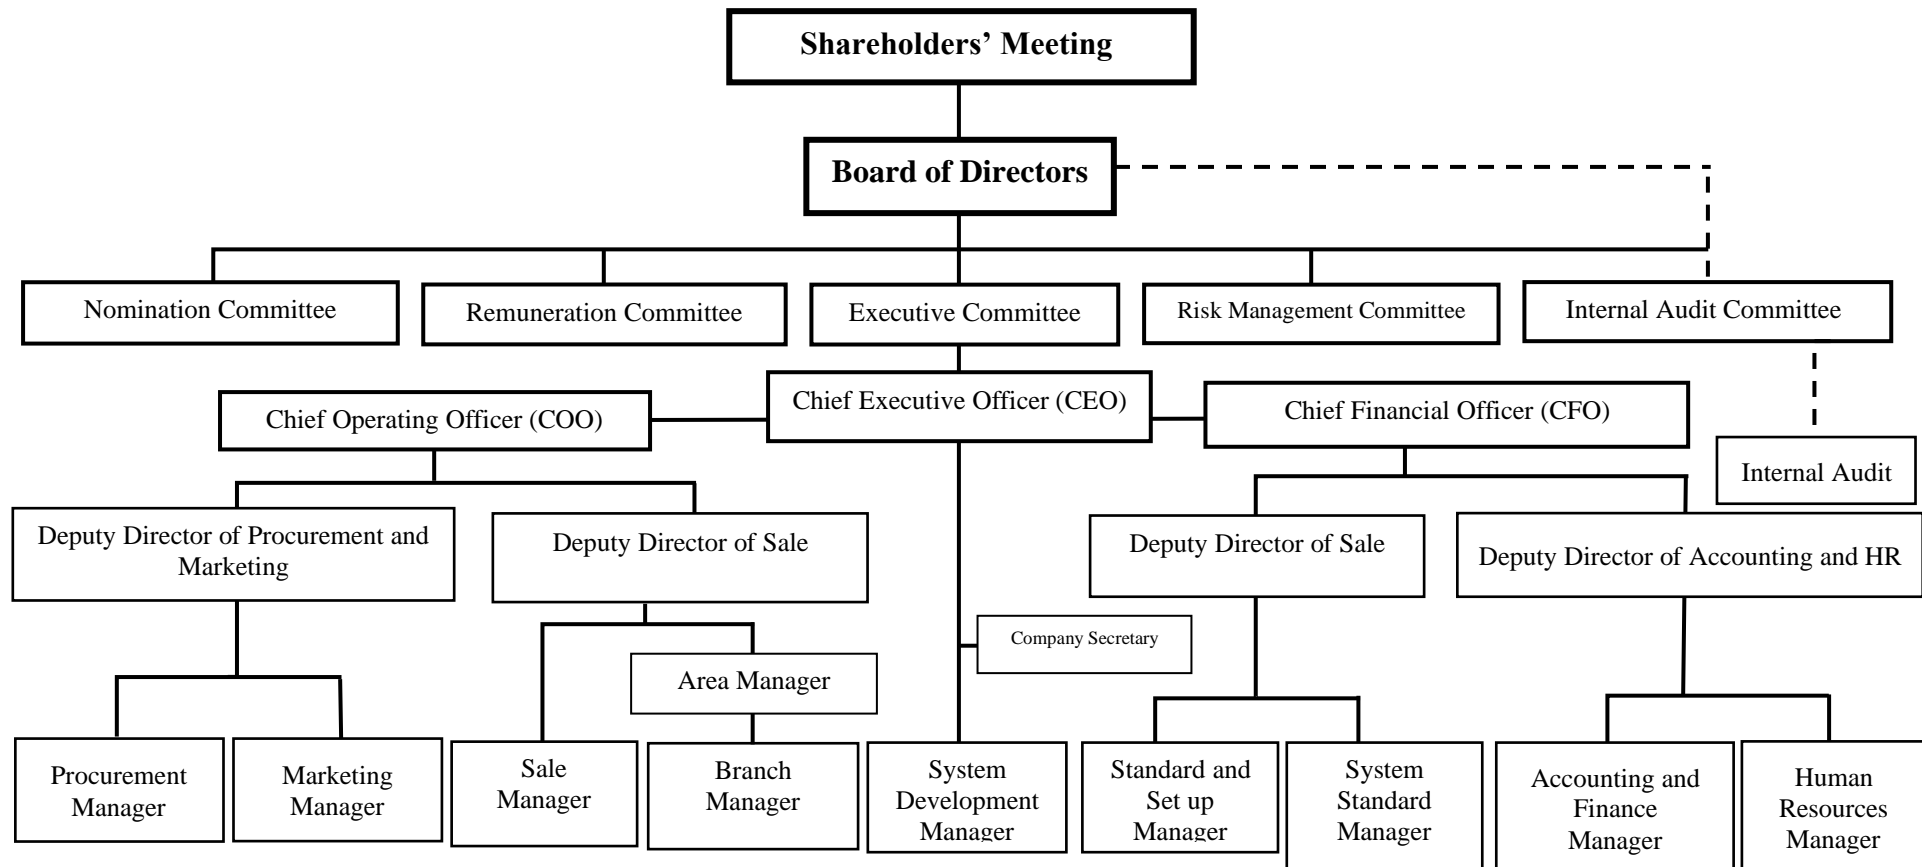 Shareholders’ Meeting
Board of Directors
Nomination Committee
Remuneration Committee
Executive Committee
Risk Management Committee
Internal Audit Committee
Chief Operating Officer (COO)
Chief Executive Officer (CEO)
Chief Financial Officer (CFO)
Internal Audit
Deputy Director of Procurement and
Marketing
Deputy Director of Sale
Deputy Director of Sale
Deputy Director of Accounting and HR
Company Secretary
Area Manager
Procurement
Manager
Marketing
Manager
Sale
Manager
Branch
Manager
System
Development
Manager
Standard and
Set up
Manager
System
Standard
Manager
Accounting and
Finance
Manager
Human
Resources
Manager